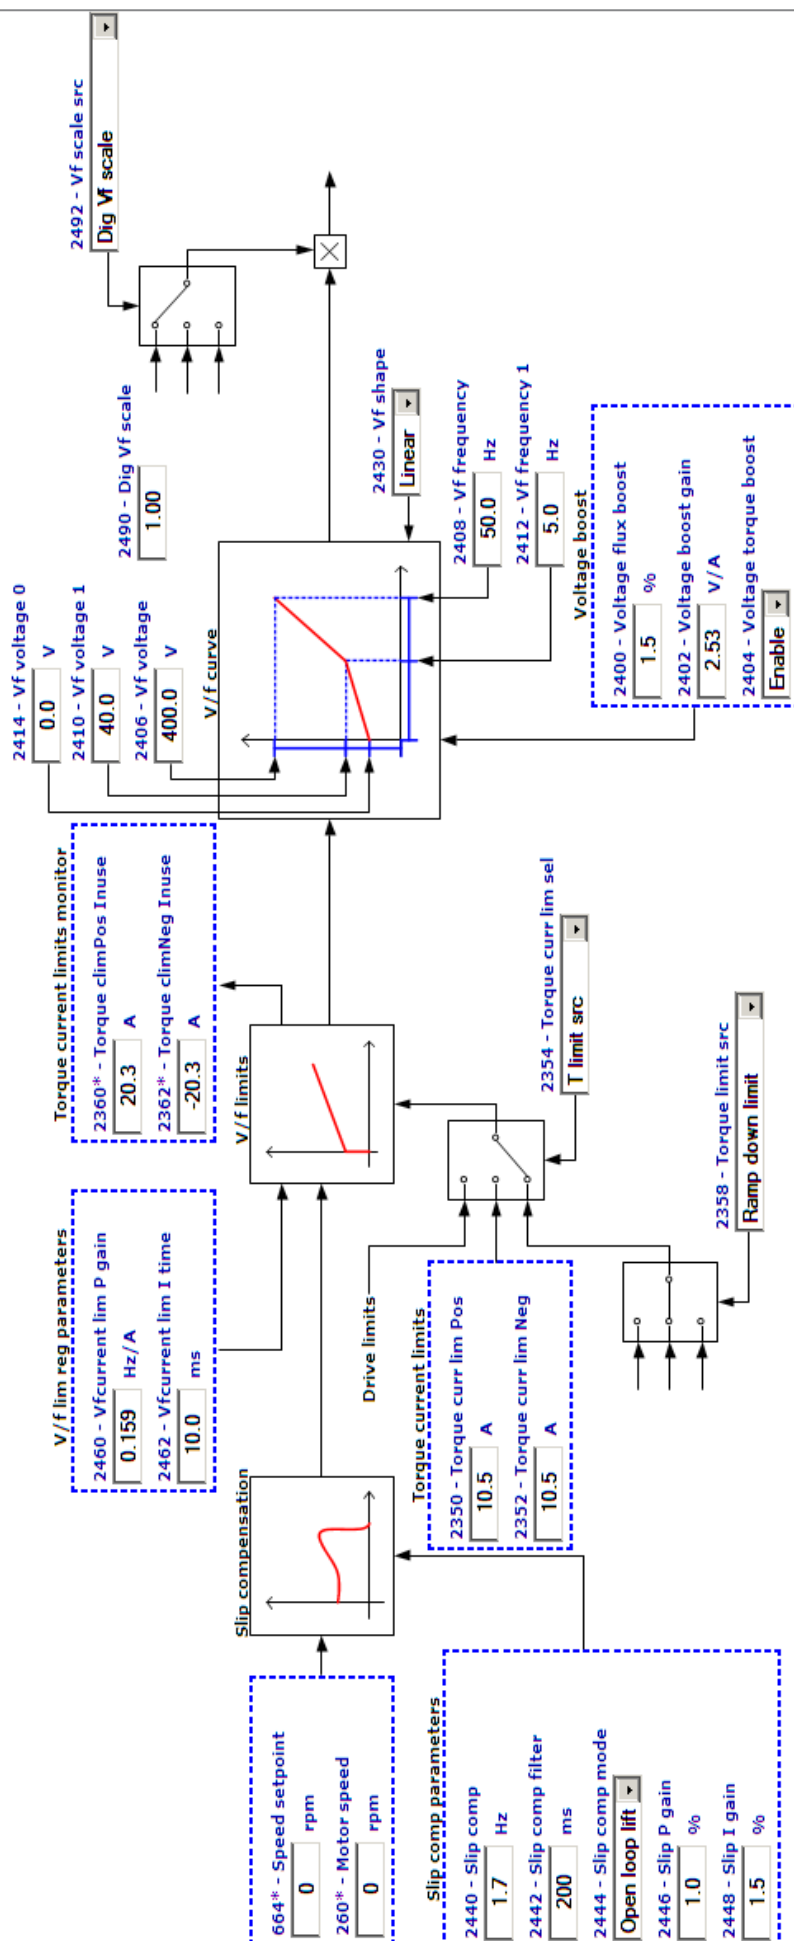 664* - Speed setpoint
0 rpm
260* - Motor speed
0 rpm
Slip comp parameters
2440 - Slip comp
1.7 Hz
2442 - Slip comp filter
200 ms
2444 - Slip comp mode
Open loop lift
2446 - Slip P gain
1.0 %
2448 - Slip I gain
1.5 %
Slip compensation
V/f lim reg parameters
2460 - Vfcurrent lim P gain
0.159 Hz/A
2462 - Vfcurrent lim I time
10.0 ms
Drive limits
Torque current limits
2350 - Torque curr lim Pos
10.5 A
2352 - Torque curr lim Neg
10.5 A
2358 - Torque limit src
Ramp down limit
Torque current limits monitor
2360* - Torque climPos Inuse
20.3 A
2362* - Torque climNeg Inuse
-20.3 A
V/f limits
2354 - Torque curr lim sel
T limit src
2414 - Vf voltage 0
0.0 V
2410 - Vf voltage 1
40.0 V
2406 - Vf voltage
400.0 V
V/f curve
2490 - Dig Vf scale
1.00
2492 - Vf scale src
Dig Vf scale
2430 - Vf shape
Linear
2408 - Vf frequency
50.0 Hz
2412 - Vf frequency 1
5.0 Hz
Voltage boost
2400 - Voltage flux boost
1.5 %
2402 - Voltage boost gain
2.53 V/A
2404 - Voltage torque boost
Enable